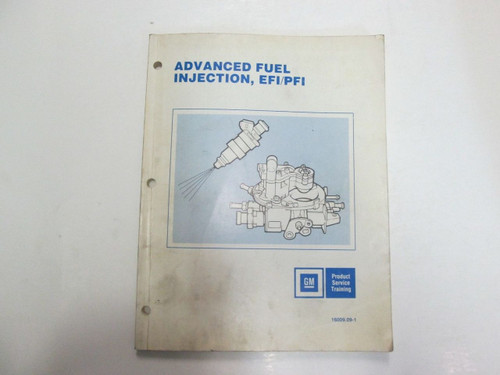 ADVANCED FUEL
INJECTION, EFI/PFI
GM
Product
Service
Training